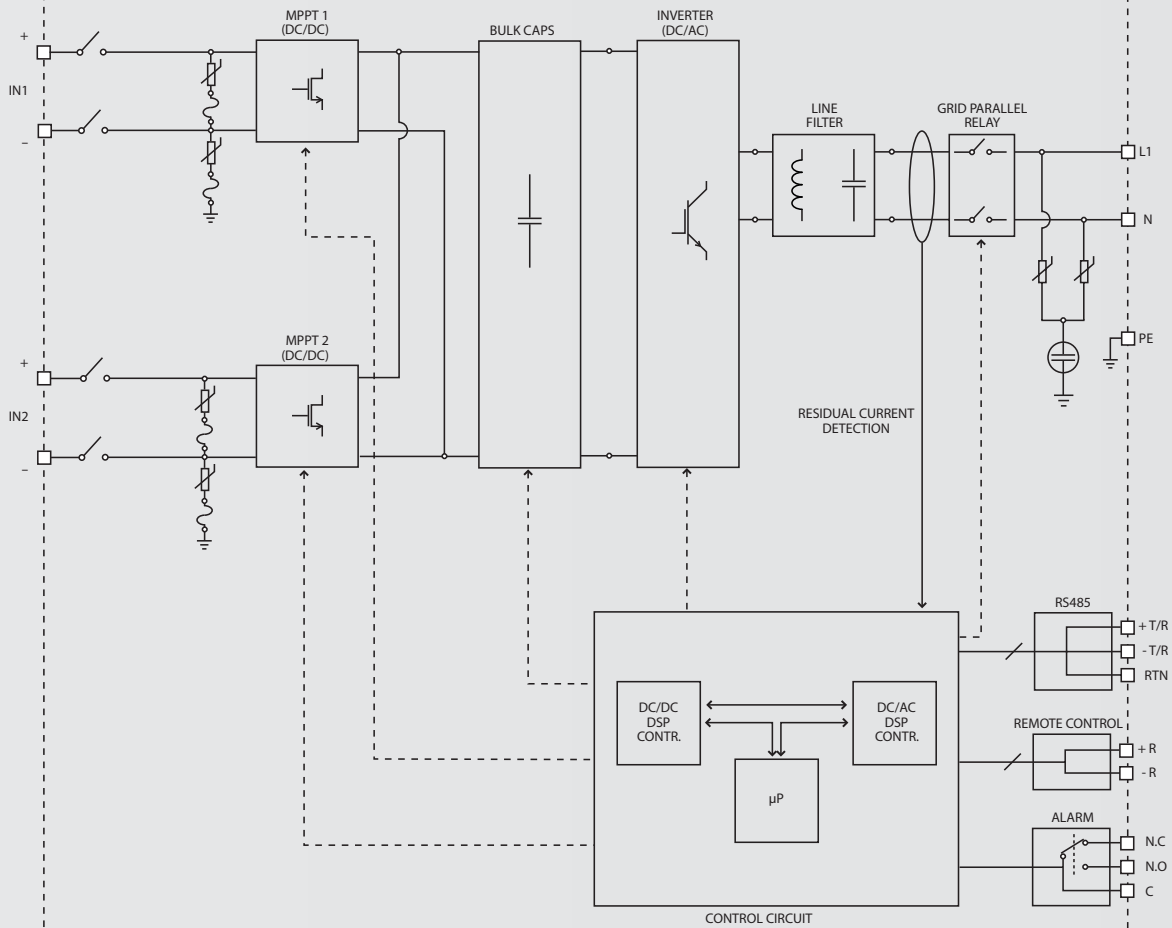 MPPT 1
(DC/DC)
BULK CAPS
INVERTER
(DC/AC)
+
IN1
–
LINE
FILTER
GRID PARALLEL
RELAY
L1
N
PE
MPPT 2
(DC/DC)
+
IN2
–
RESIDUAL CURRENT
DETECTION
RS485
+ T/R
- T/R
RTN
DC/DC
DSP
CONTR.
DC/AC
DSP
CONTR.
µP
REMOTE CONTROL
+ R
- R
ALARM
N.C
N.O
C
CONTROL CIRCUIT